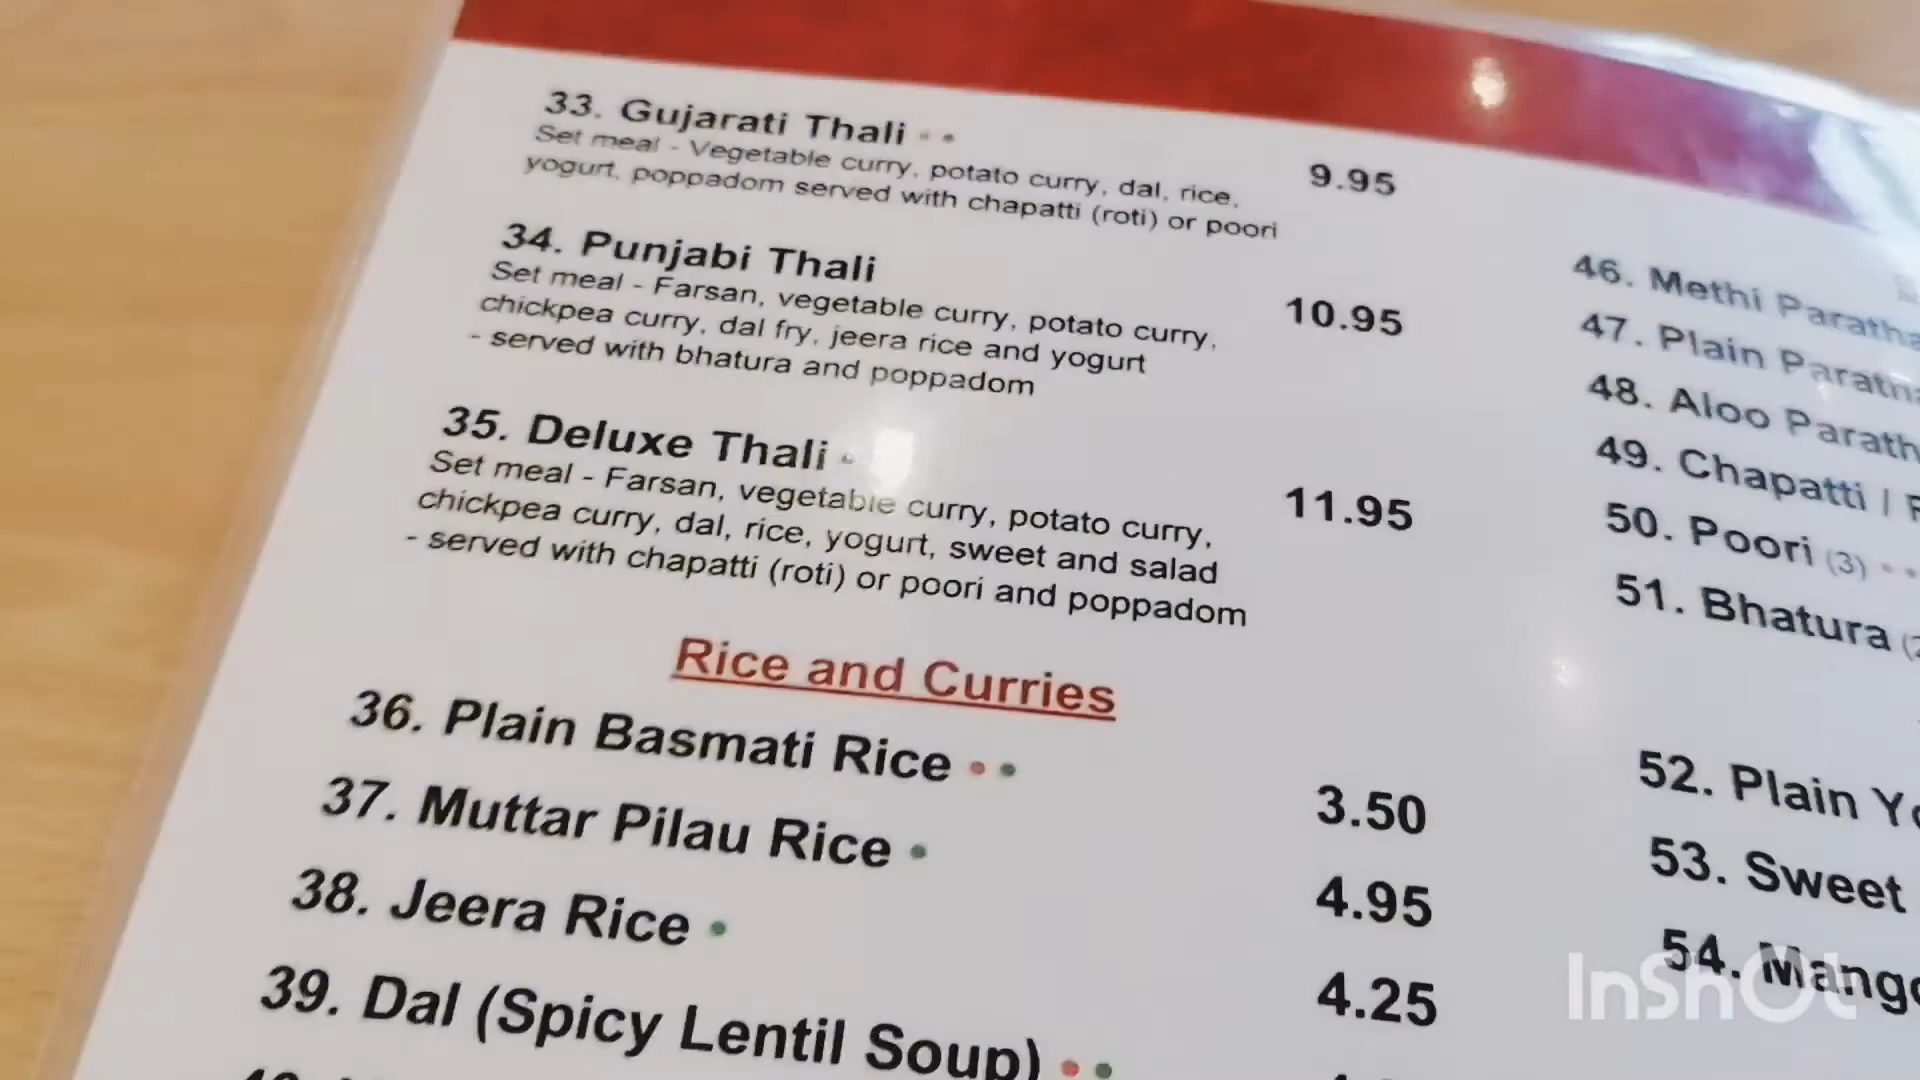 33. Gujarati Thali
9.95
Set meal - Vegetable curry, potato curry, dal, rice,
yogurt, poppadom served with chapatti (roti) or poori
34. Punjabi Thali
10.95
Set meal - Farsan, vegetable curry, potato curry,
chickpea curry, dal fry, jeera rice and yogurt
- served with bhatura and poppadom
35. Deluxe Thali
11.95
Set meal - Farsan, vegetable curry, potato curry,
chickpea curry, dal, rice, yogurt, sweet and salad
- served with chapatti (roti) or poori and poppadom
Rice and Curries
36. Plain Basmati Rice
3.50
37. Muttar Pilau Rice
4.95
38. Jeera Rice
4.25
39. Dal (Spicy Lentil Soup)
46. Methi Paratha
47. Plain Paratha
48. Aloo Parath
49. Chapatti /
50. Poori (3)
51. Bhatura
52. Plain
53. Sweet
54. Mango
InShOt